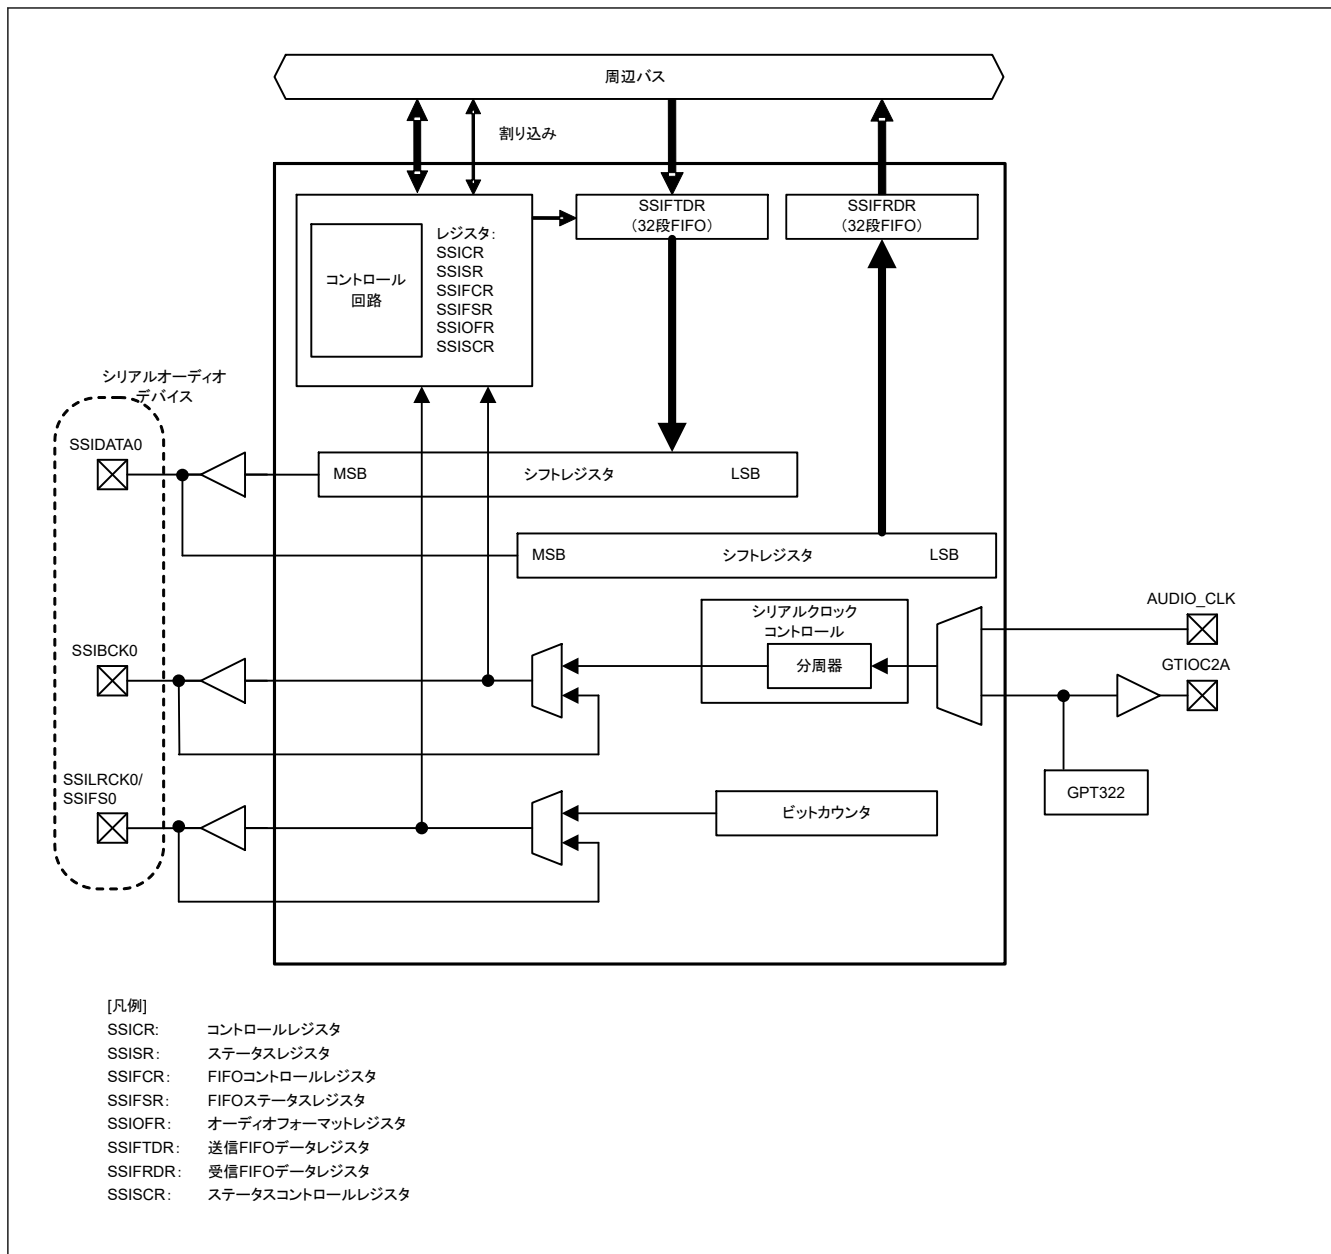 周辺バス
割り込み
SSIFTDR
（32段FIFO）
SSIFRDR
（32段FIFO）
コントロール
回路
レジスタ：
SSICR
SSISR
SSIFCR
SSIFSR
SSIOFR
SSISCR
シリアルオーディオ
デバイス
SSIDATA0
MSB シフトレジスタ LSB
MSB シフトレジスタ LSB
シリアルクロック
コントロール
分周器
AUDIO_CLK
GTIOC2A
SSIBCK0
GPT322
SSILRCK0/
SSIFS0
ビットカウンタ
[凡例]
SSICR： コントロールレジスタ
SSISR： ステータスレジスタ
SSIFCR： FIFOコントロールレジスタ
SSIFSR： FIFOステータスレジスタ
SSIOFR： オーディオフォーマットレジスタ
SSIFTDR： 送信FIFOデータレジスタ
SSIFRDR： 受信FIFOデータレジスタ
SSISCR： ステータスコントロールレジスタ